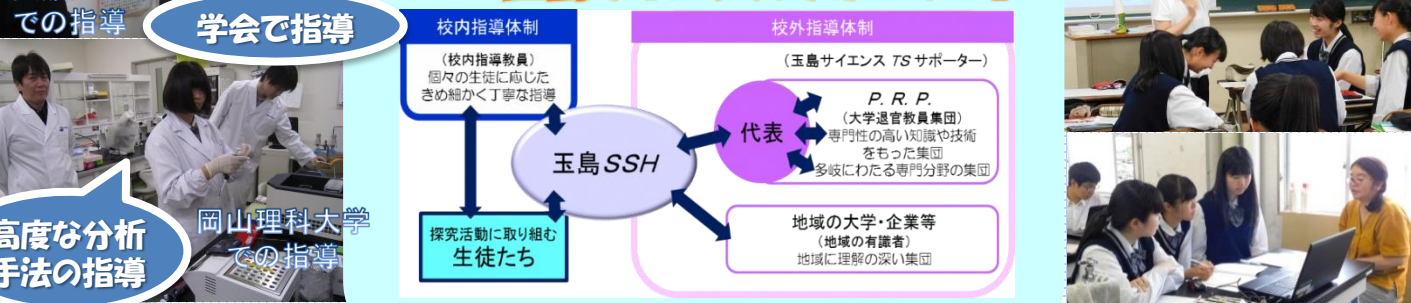 での指導
学会で指導
高度な分析
手法の指導
岡山理科大学
での指導
校内指導体制
(校内指導教員)
個々の生徒に応じた
きめ細かく丁寧な指導
玉島SSH
探究活動に取り組む
生徒たち
校外指導体制
(玉島サイエンス TS サポーター)
代表
P. R. P.
(大学退官教員集団)
専門性の高い知識や技術
をもった集団
多岐にわたる専門分野の集団
地域の大学・企業等
(地域の有識者)
地域に理解の深い集団